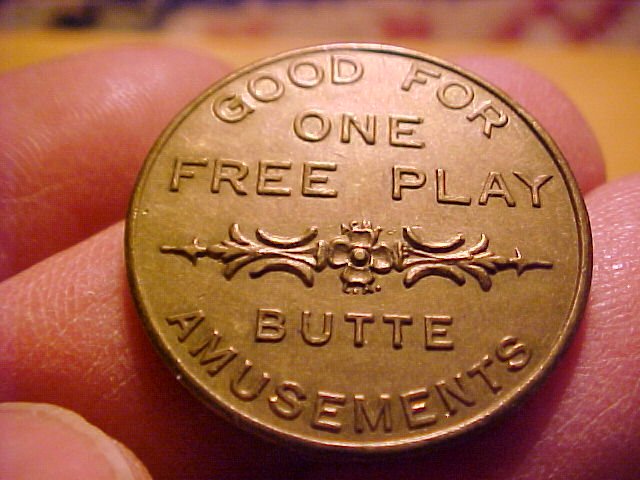 GOOD FOR
ONE
FREE PLAY
BUTTE
AMUSEMENTS